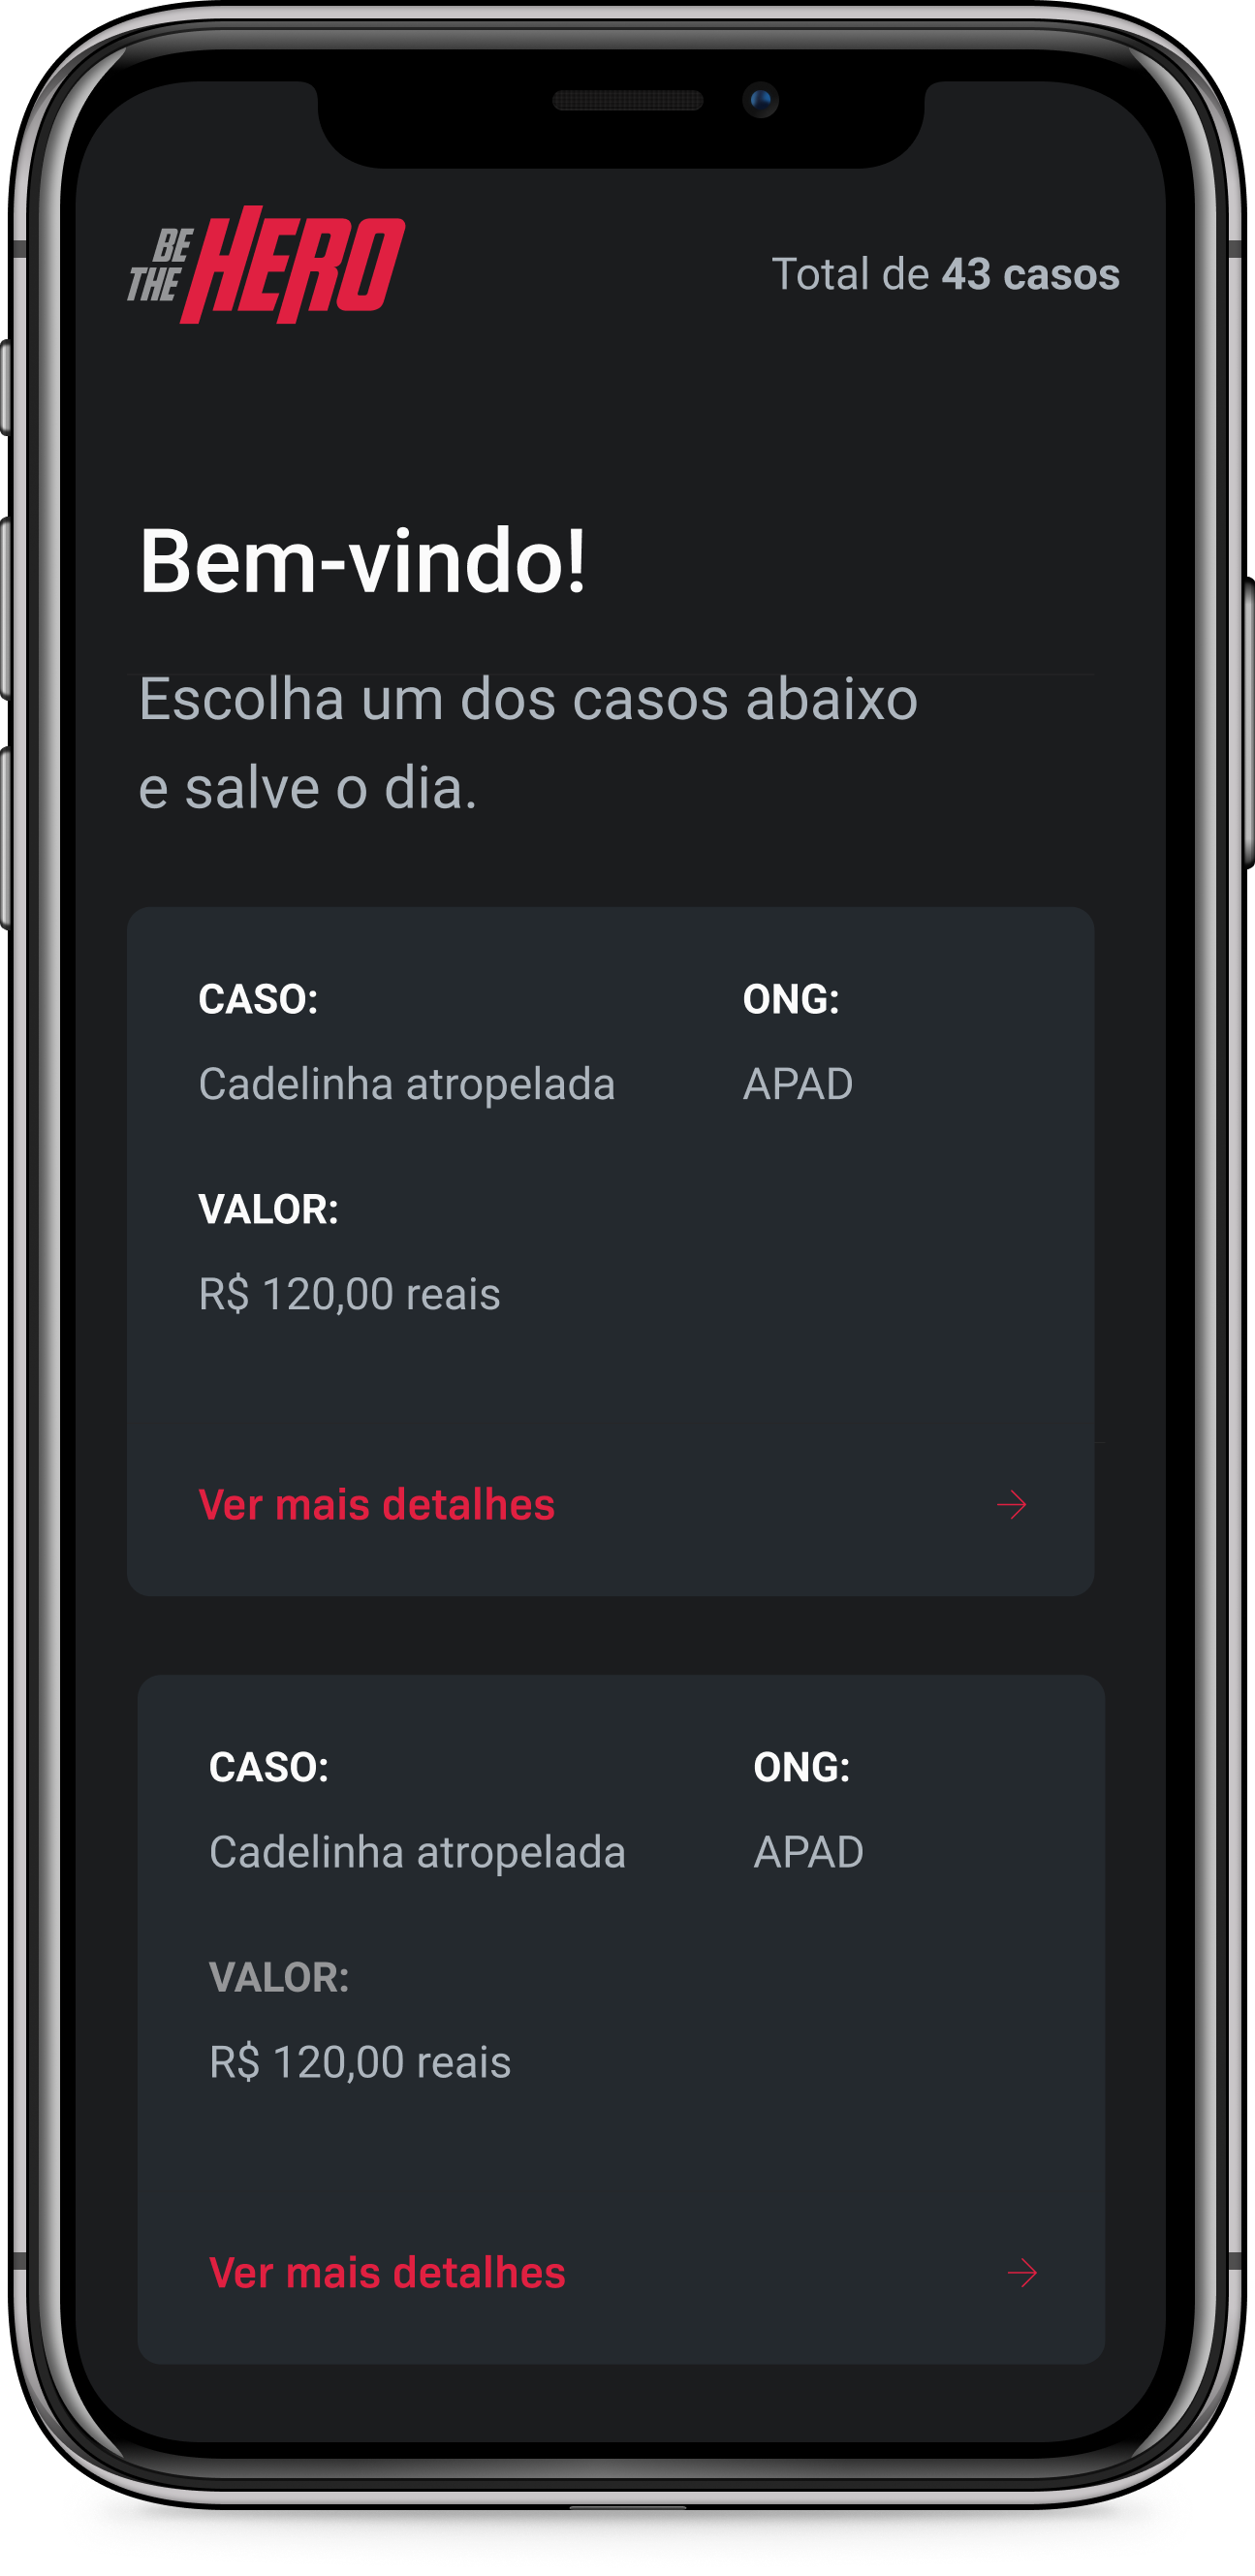 BE
THE HERO
Total de 43 casos
Bem-vindo!
Escolha um dos casos abaixo
e salve o dia.
CASO: ONG:
Cadelinha atropelada APAD
VALOR:
R$ 120,00 reais
Ver mais detalhes
CASO: ONG:
Cadelinha atropelada APAD
VALOR:
R$ 120,00 reais
Ver mais detalhes